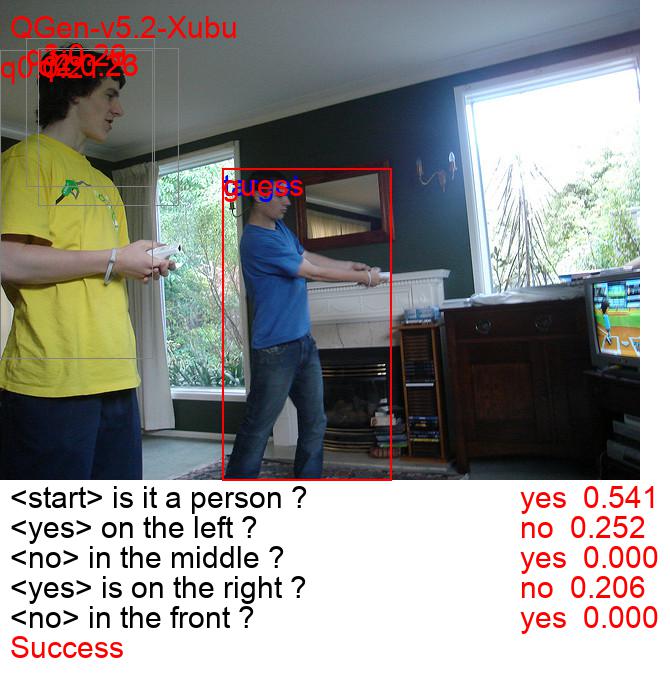 QGen-v5.2-Xubu
guess
<start> is it a person ? yes 0.541
<yes> on the left ? no 0.252
<no> in the middle ? yes 0.000
<yes> is on the right ? no 0.206
<no> in the front ? yes 0.000
Success